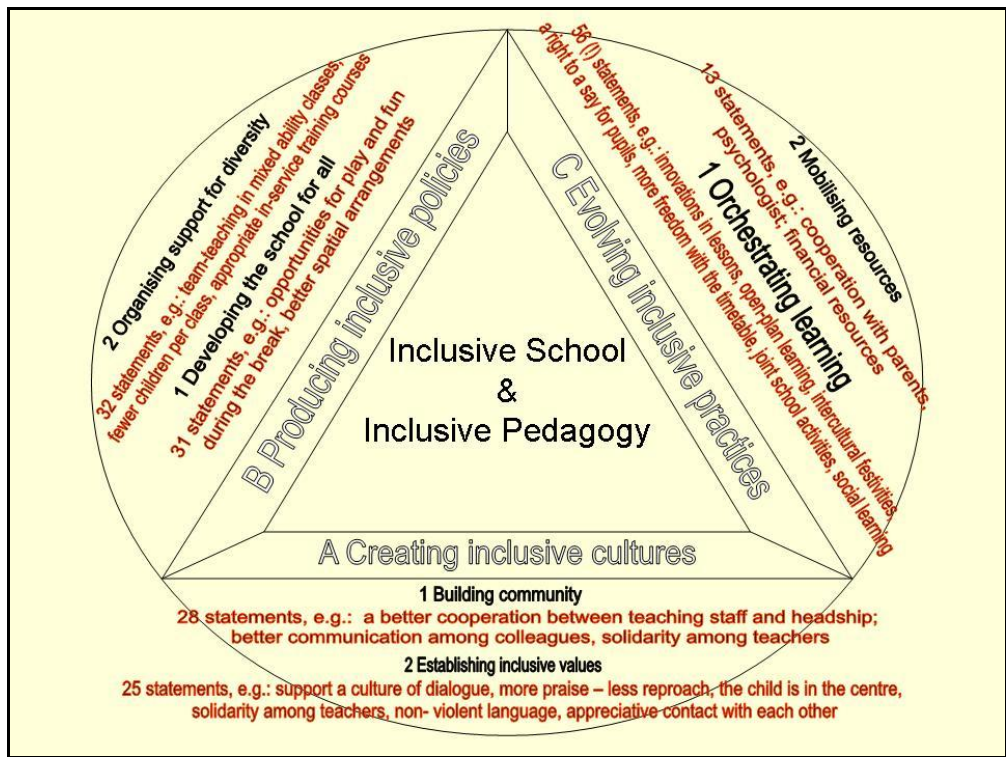 2 Organising support for diversity
32 statements, e.g.: team-teaching in mixed ability classes,
fewer children per class, appropriate in-service training courses
1 Developing the school for all
31 statements, e.g.: opportunities for play and fun
during the break, better spatial arrangements
B Producing inclusive policies
2 Mobilising resources
13 statements, e.g.: cooperation with parents,
psychologist; financial resources
1 Orchestrating learning
56 (!) statements, e.g.: innovations in lessons, open-plan learning, intercultural festivities,
a right to a say for pupils, more freedom with the timetable, joint school activities, social learning
C Evolving inclusive practices
Inclusive School
&
Inclusive Pedagogy
A Creating inclusive cultures
1 Building community
28 statements, e.g.: a better cooperation between teaching staff and headship;
better communication among colleagues, solidarity among teachers
2 Establishing inclusive values
25 statements, e.g.: support a culture of dialogue, more praise – less reproach, the child is in the centre,
solidarity among teachers, non- violent language, appreciative contact with each other